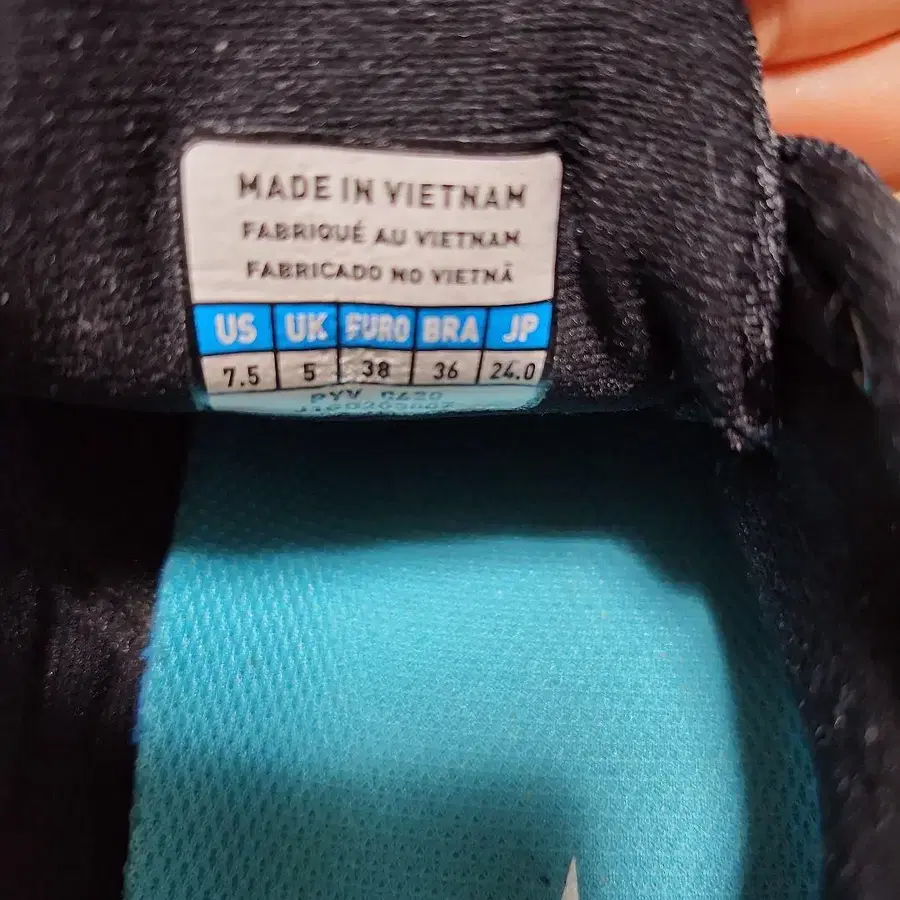 MADE IN VIETNAM
FABRIQUÉ AU VIETNAM
FABRICADO NO VIETNÃ
US UK EURO BRA JP
7.5 5 38 36 24.0